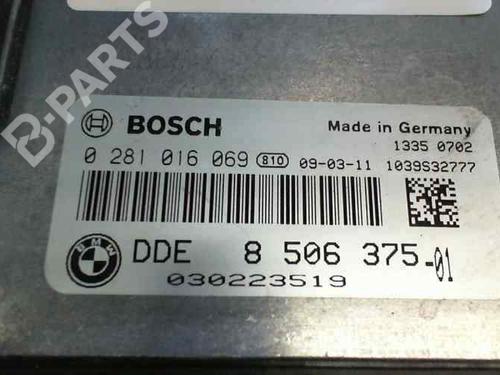 B-PARTS
BOSCH
Made in Germany
1335 0702
0 281 016 069 810 09-03-11 1039S32777
BMW
DDE 8 506 375-01
030223519